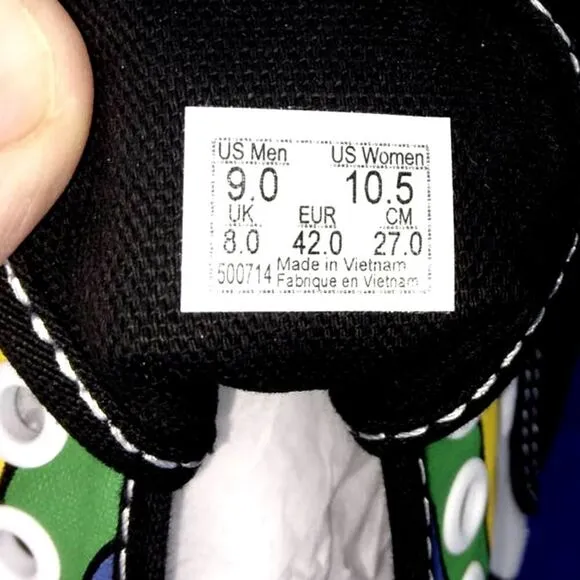 US Men US Women
9.0 10.5
UK EUR CM
8.0 42.0 27.0
500714 Made in Vietnam
Fabrique en Vietnam